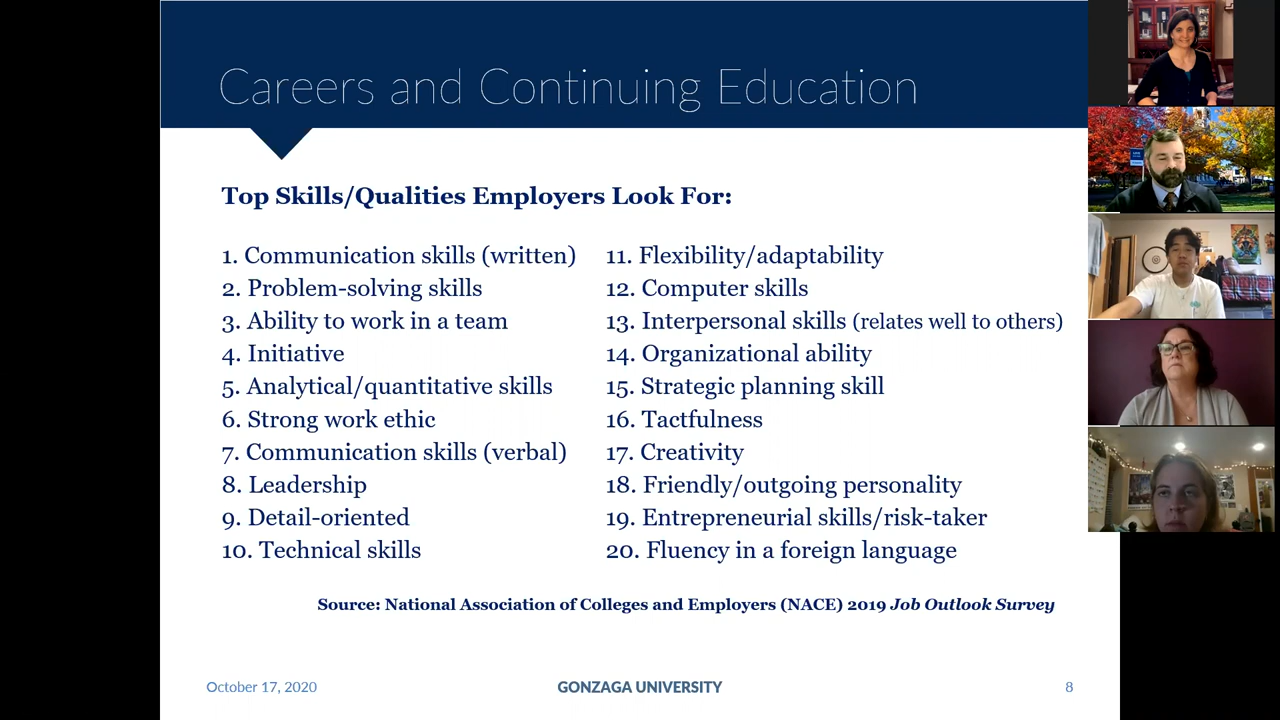 Careers and Continuing Education
Top Skills/Qualities Employers Look For:
1. Communication skills (written)
2. Problem-solving skills
3. Ability to work in a team
4. Initiative
5. Analytical/quantitative skills
6. Strong work ethic
7. Communication skills (verbal)
8. Leadership
9. Detail-oriented
10. Technical skills
11. Flexibility/adaptability
12. Computer skills
13. Interpersonal skills (relates well to others)
14. Organizational ability
15. Strategic planning skill
16. Tactfulness
17. Creativity
18. Friendly/outgoing personality
19. Entrepreneurial skills/risk-taker
20. Fluency in a foreign language
Source: National Association of Colleges and Employers (NACE) 2019 Job Outlook Survey
October 17, 2020
GONZAGA UNIVERSITY
8